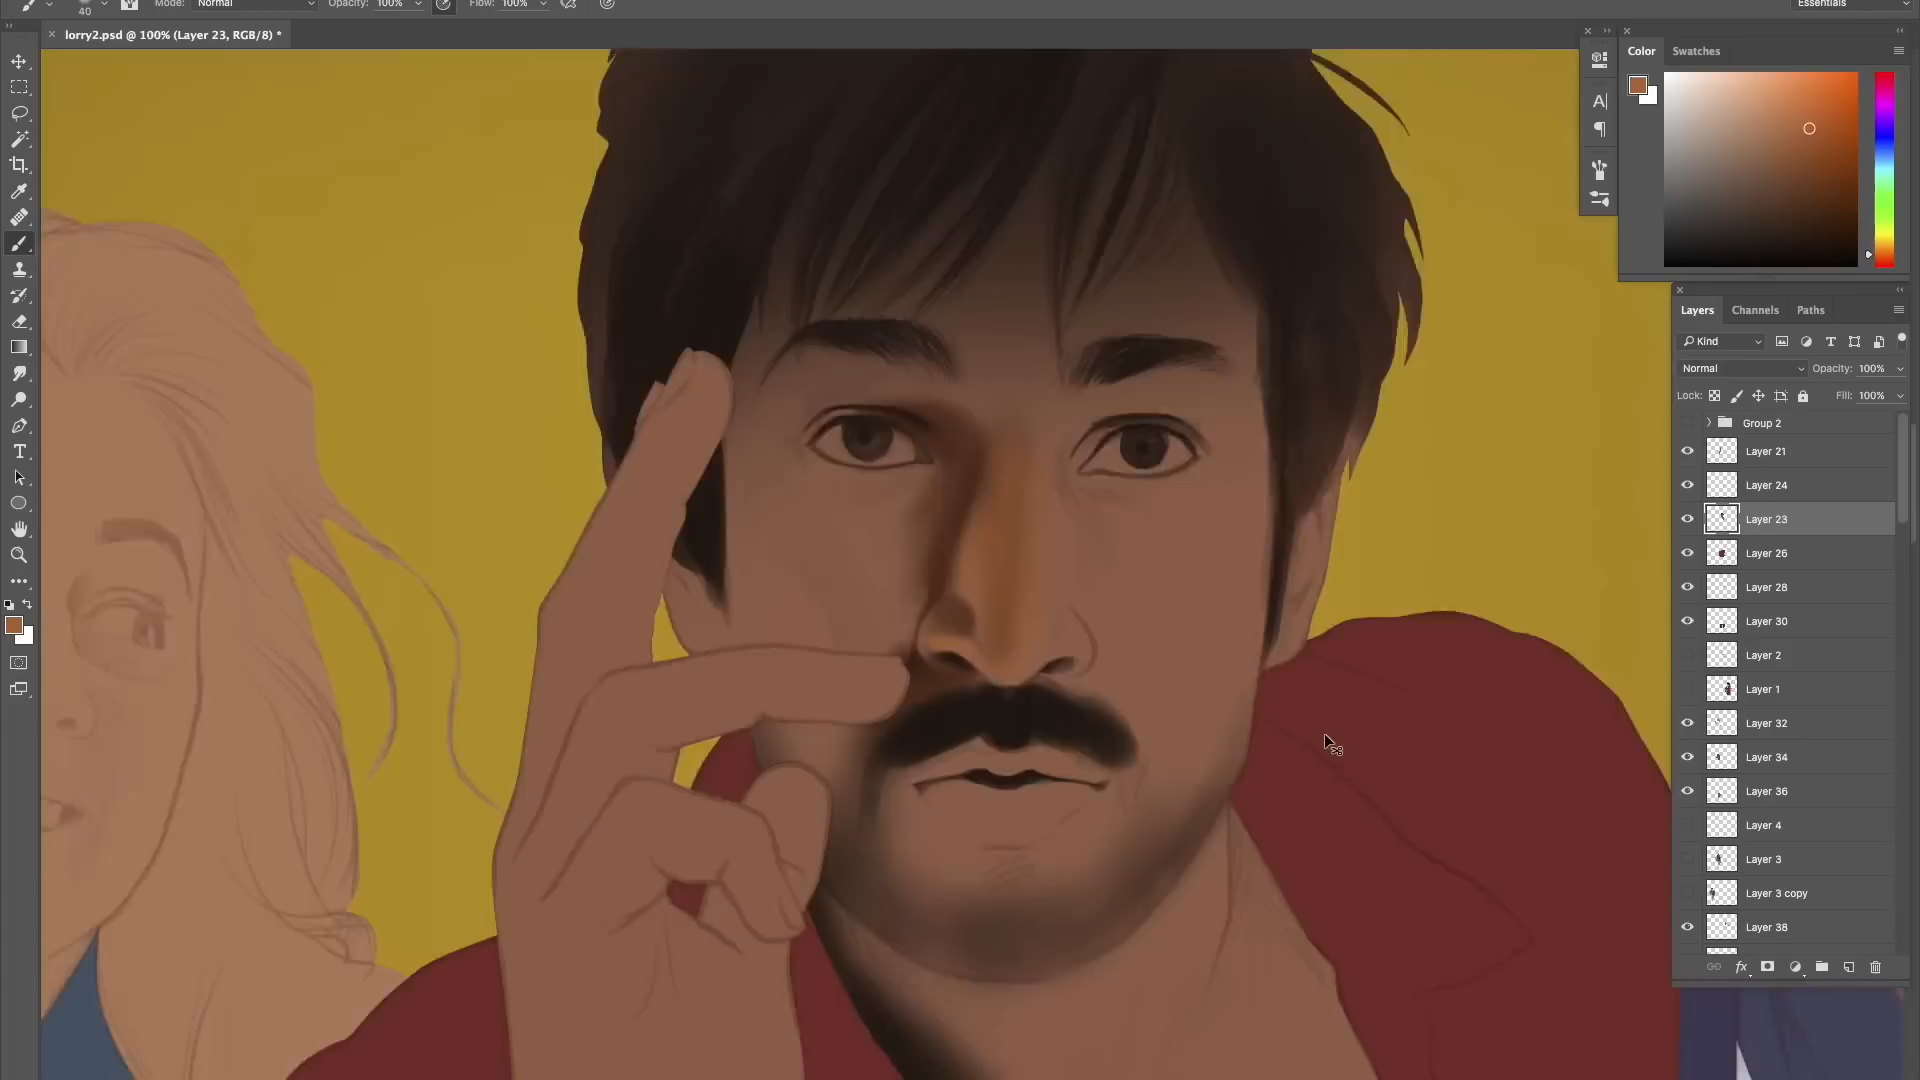 40
Mode: Normal
Opacity: 100%
Flow: 100%
Essentials
lorry2.psd @ 100% (Layer 23, RGB/8) *
Color
Swatches
Layers
Channels
Paths
Kind
Normal
Opacity: 100%
Lock:
Fill: 100%
Group 2
Layer 21
Layer 24
Layer 23
Layer 26
Layer 28
Layer 30
Layer 2
Layer 1
Layer 32
Layer 34
Layer 36
Layer 4
Layer 3
Layer 3 copy
Layer 38
fx